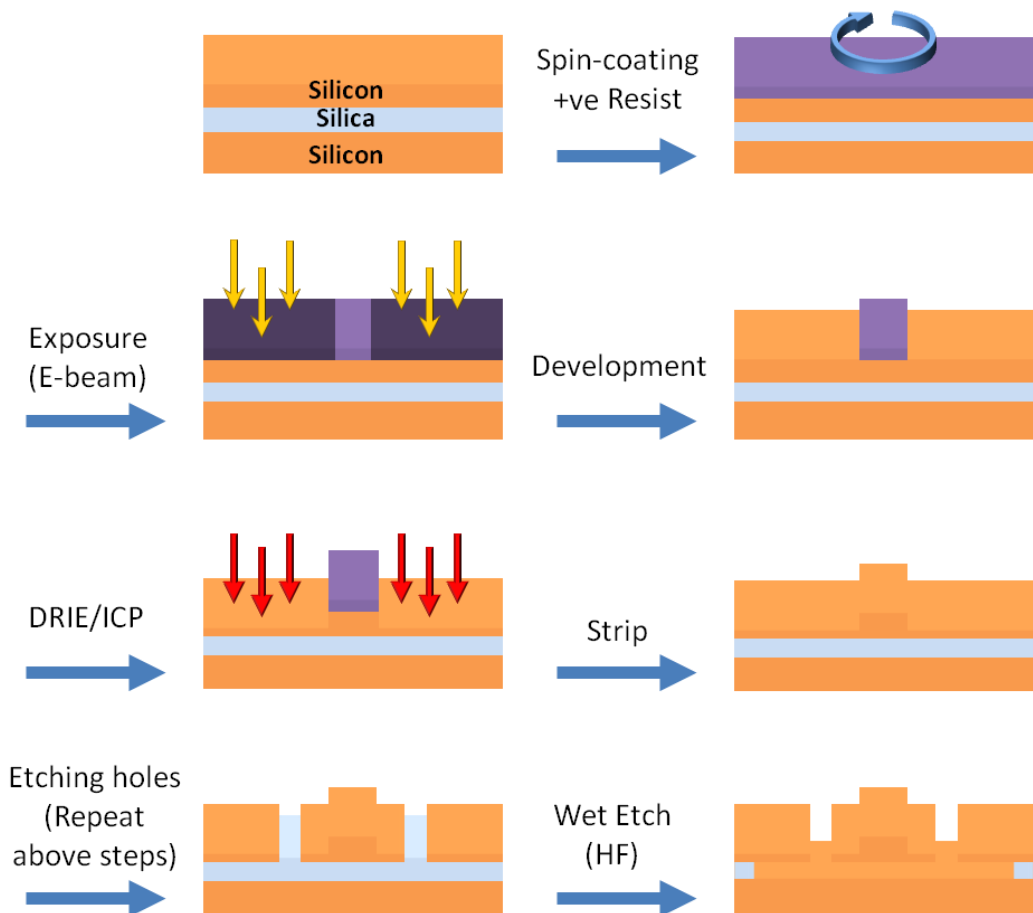 Silicon
Silica
Silicon
Spin-coating
+ve Resist
Exposure
(E-beam)
Development
DRIE/ICP
Strip
Etching holes
(Repeat
above steps)
Wet Etch
(HF)